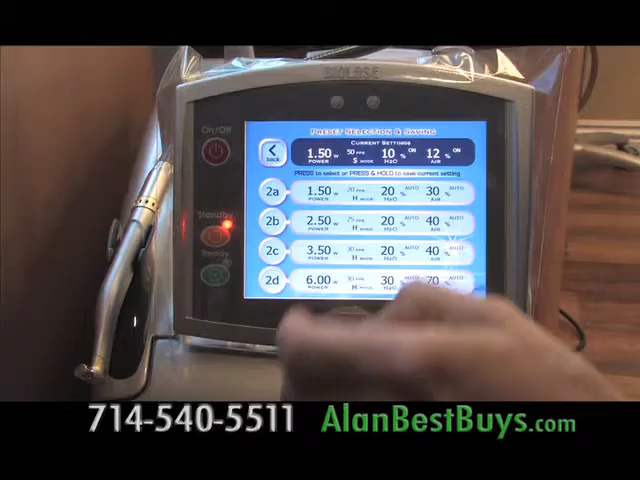 BIOLASE
PRESET SELECTION & SAVING
CURRENT SETTINGS
1.50 W POWER 50 PPS S MODE 10 % ON H2O 12 % ON AIR
PRESS to select or PRESS & HOLD to save current setting
back
On/Off
2a 1.50 W POWER 20 PPS H MODE 20 % AUTO H2O 30 % AUTO AIR
2b 2.50 W POWER 75 PPS H MODE 20 % AUTO H2O 40 % AUTO AIR
Standby
2c 3.50 W POWER 30 PPS H MODE 20 % AUTO H2O 40 % AUTO AIR
Ready
2d 6.00 W POWER PPS H MODE 30 % AUTO H2O 70 %
714-540-5511 AlanBestBuys.com